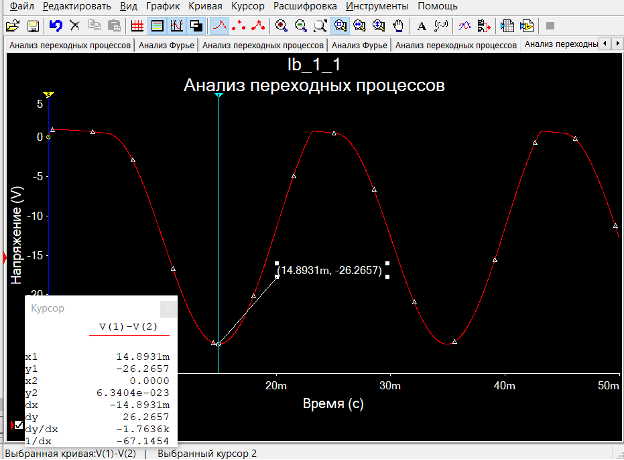 Файл Редактировать Вид График Кривая Курсор Расшифровка Инструменты Помощь
A
Анализ переходных процессов Анализ Фурье Анализ переходных процессов Анализ Фурье Анализ переходных процессов Анализ переходны
lb_1_1
Анализ переходных процессов
Напряжение (V)
5
0
-5
-10
-15
-20
(14.8931m, -26.2657)
20m 30m 40m 50m
Время (с)
Курсор
V(1)-V(2)
x1 14.8931m
y1 -26.2657
x2 0.0000
y2 6.3404e-023
dx -14.8931m
dy 26.2657
dy/dx -1.7636k
1/dx -67.1454
Выбранная кривая:V(1)-V(2) | Выбранный курсор 2